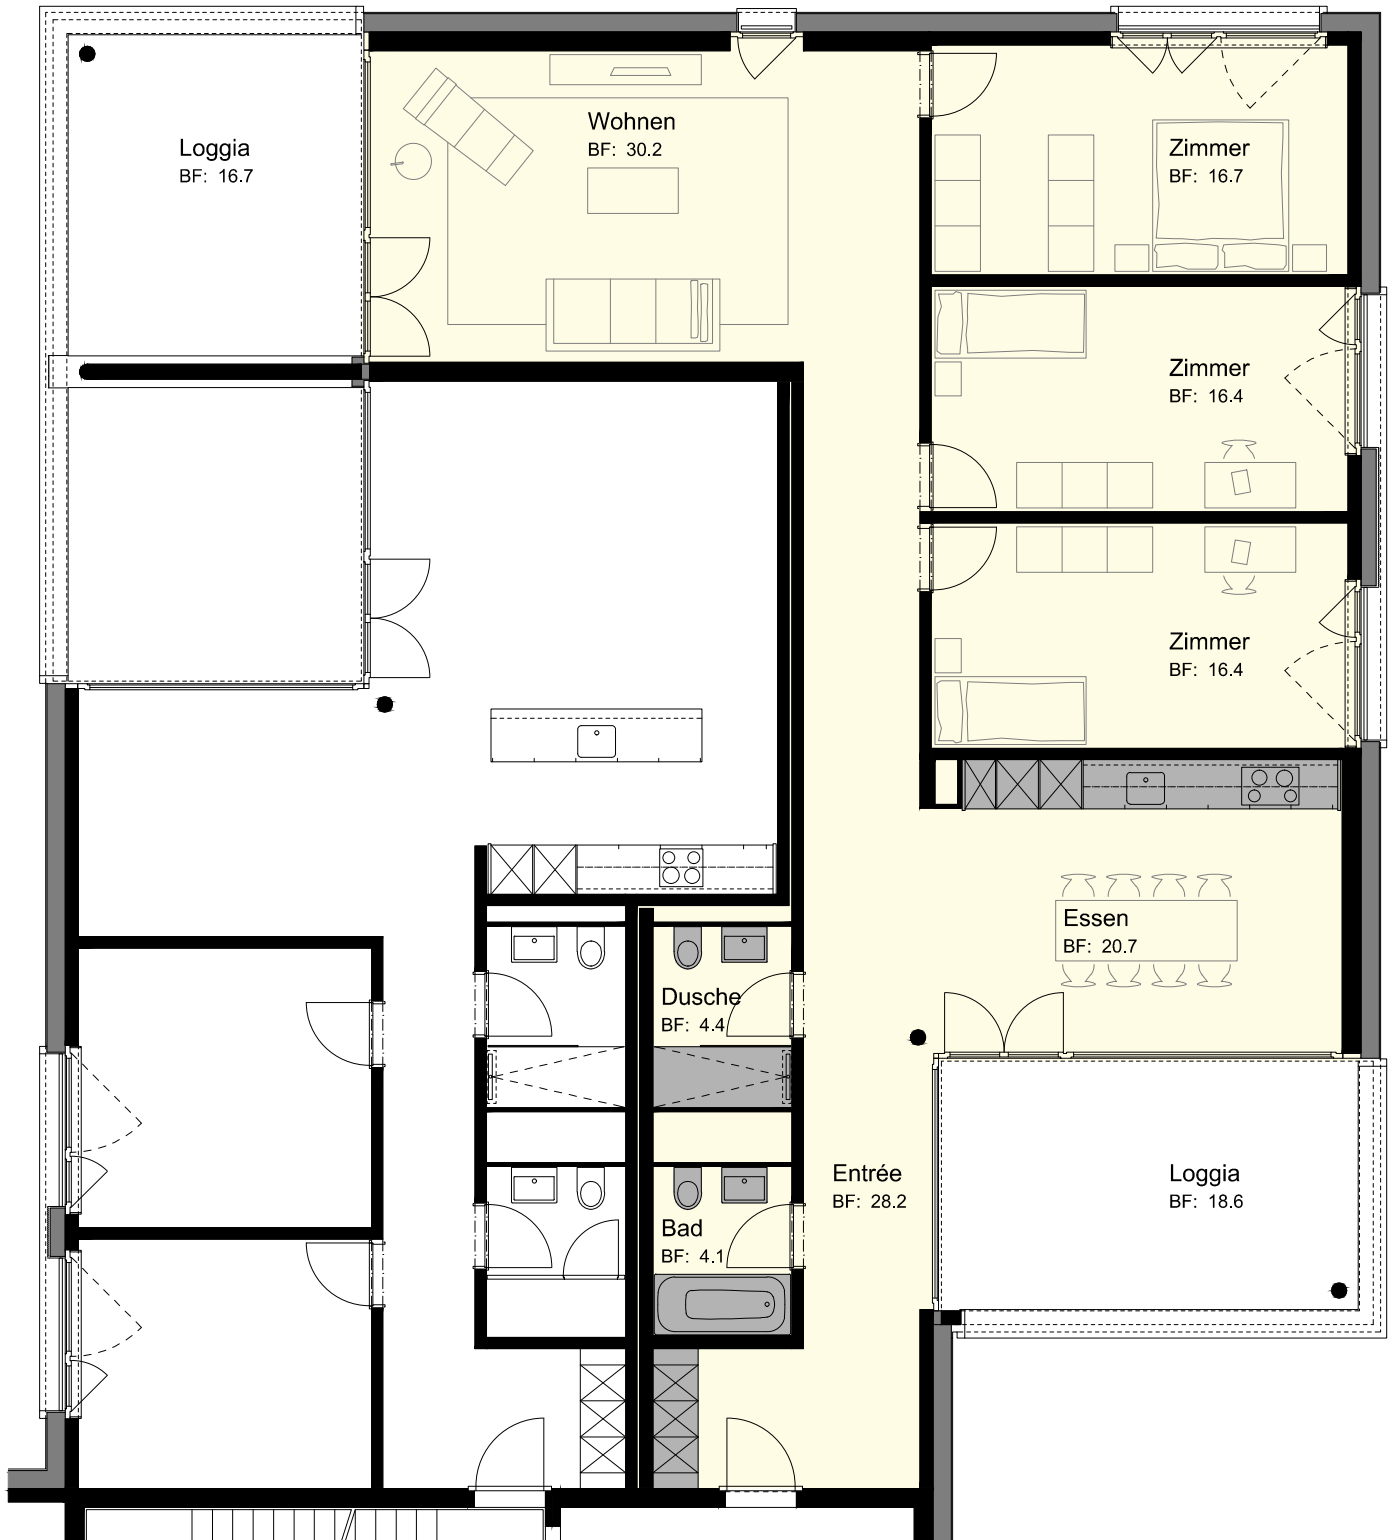 Wohnen
BF: 30.2
Loggia
BF: 16.7
Zimmer
BF: 16.7
Zimmer
BF: 16.4
Zimmer
BF: 16.4
Essen
BF: 20.7
Dusche
BF: 4.4
Entrée
BF: 28.2
Loggia
BF: 18.6
Bad
BF: 4.1